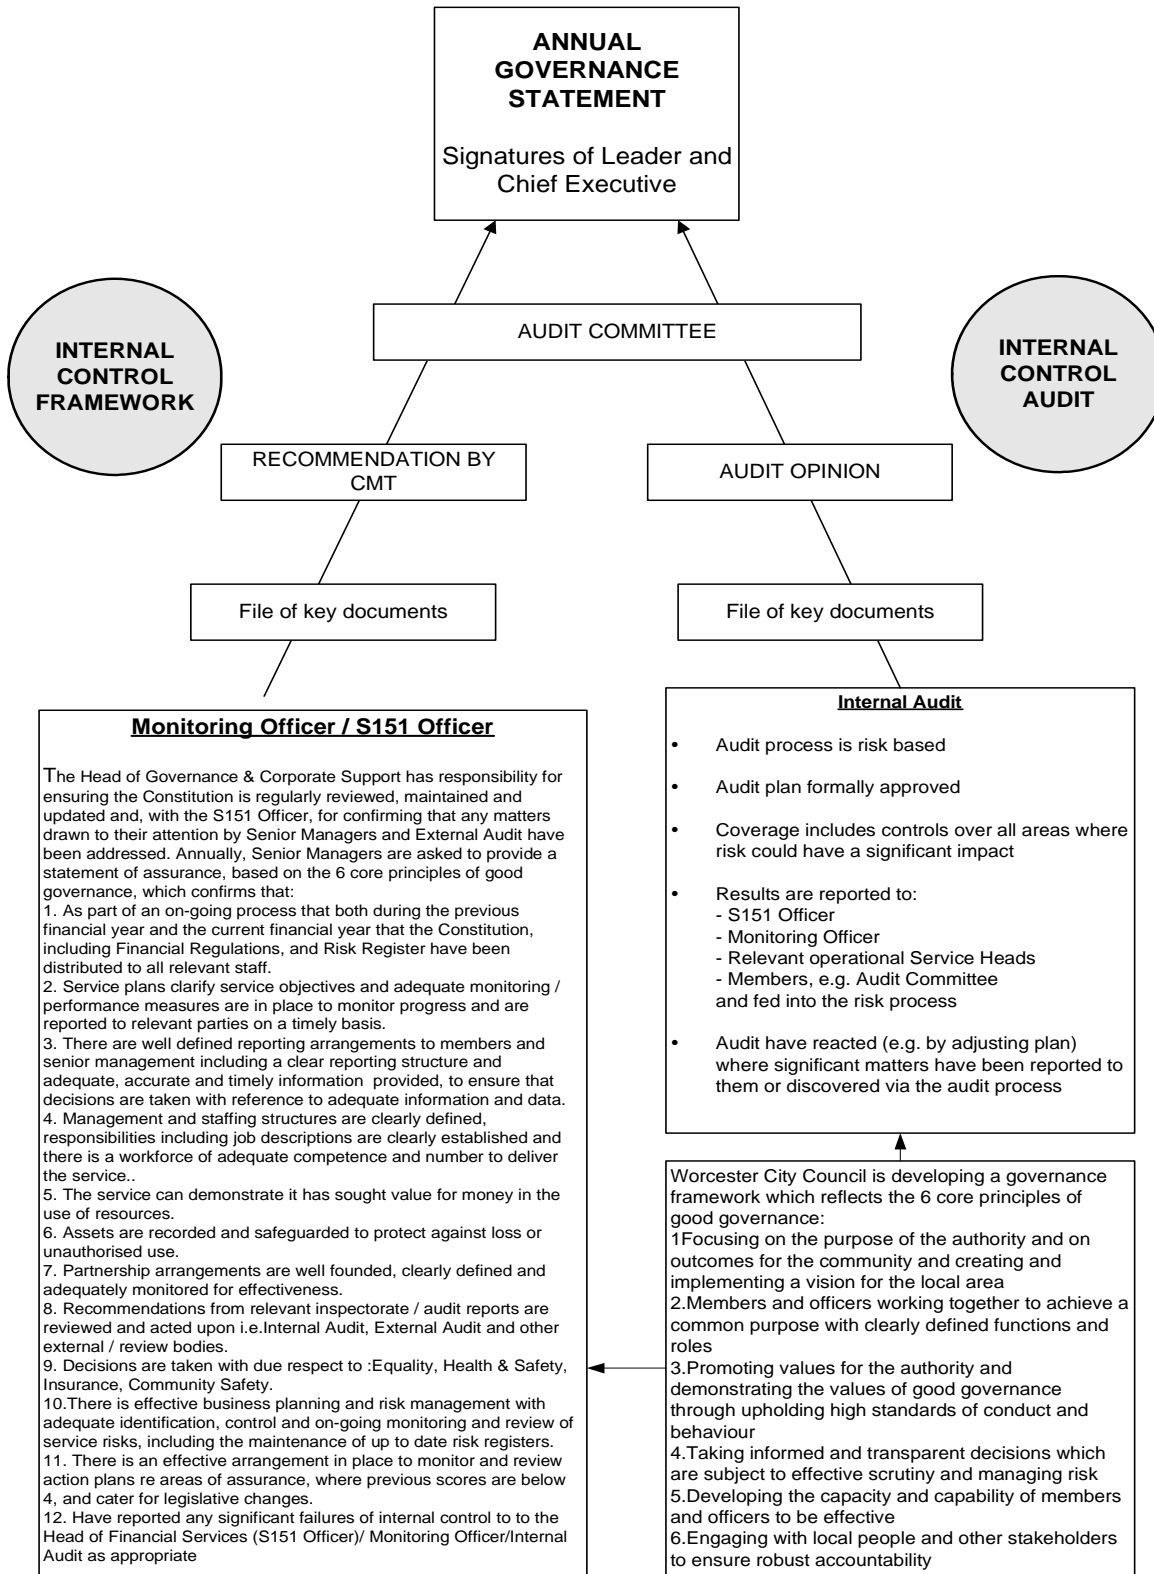 ANNUAL
GOVERNANCE
STATEMENT
Signatures of Leader and
Chief Executive
INTERNAL
CONTROL
FRAMEWORK
AUDIT COMMITTEE
INTERNAL
CONTROL
AUDIT
RECOMMENDATION BY
CMT
AUDIT OPINION
File of key documents
File of key documents
Monitoring Officer / S151 Officer
The Head of Governance & Corporate Support has responsibility for
ensuring the Constitution is regularly reviewed, maintained and
updated and, with the S151 Officer, for confirming that any matters
drawn to their attention by Senior Managers and External Audit have
been addressed. Annually, Senior Managers are asked to provide a
statement of assurance, based on the 6 core principles of good
governance, which confirms that:
1. As part of an on-going process that both during the previous
financial year and the current financial year that the Constitution,
including Financial Regulations, and Risk Register have been
distributed to all relevant staff.
2. Service plans clarify service objectives and adequate monitoring /
performance measures are in place to monitor progress and are
reported to relevant parties on a timely basis.
3. There are well defined reporting arrangements to members and
senior management including a clear reporting structure and
adequate, accurate and timely information  provided, to ensure that
decisions are taken with reference to adequate information and data.
4. Management and staffing structures are clearly defined,
responsibilities including job descriptions are clearly established and
there is a workforce of adequate competence and number to deliver
the service..
5. The service can demonstrate it has sought value for money in the
use of resources.
6. Assets are recorded and safeguarded to protect against loss or
unauthorised use.
7. Partnership arrangements are well founded, clearly defined and
adequately monitored for effectiveness.
8. Recommendations from relevant inspectorate / audit reports are
reviewed and acted upon i.e.Internal Audit, External Audit and other
external / review bodies.
9. Decisions are taken with due respect to :Equality, Health & Safety,
Insurance, Community Safety.
10.There is effective business planning and risk management with
adequate identification, control and on-going monitoring and review of
service risks, including the maintenance of up to date risk registers.
11. There is an effective arrangement in place to monitor and review
action plans re areas of assurance, where previous scores are below
4, and cater for legislative changes.
12. Have reported any significant failures of internal control to to the
Head of Financial Services (S151 Officer)/ Monitoring Officer/Internal
Audit as appropriate
Internal Audit
• Audit process is risk based
• Audit plan formally approved
• Coverage includes controls over all areas where
risk could have a significant impact
• Results are reported to:
- S151 Officer
- Monitoring Officer
- Relevant operational Service Heads
- Members, e.g. Audit Committee
and fed into the risk process
• Audit have reacted (e.g. by adjusting plan)
where significant matters have been reported to
them or discovered via the audit process
Worcester City Council is developing a governance
framework which reflects the 6 core principles of
good governance:
1Focusing on the purpose of the authority and on
outcomes for the community and creating and
implementing a vision for the local area
2.Members and officers working together to achieve a
common purpose with clearly defined functions and
roles
3.Promoting values for the authority and
demonstrating the values of good governance
through upholding high standards of conduct and
behaviour
4.Taking informed and transparent decisions which
are subject to effective scrutiny and managing risk
5.Developing the capacity and capability of members
and officers to be effective
6.Engaging with local people and other stakeholders
to ensure robust accountability